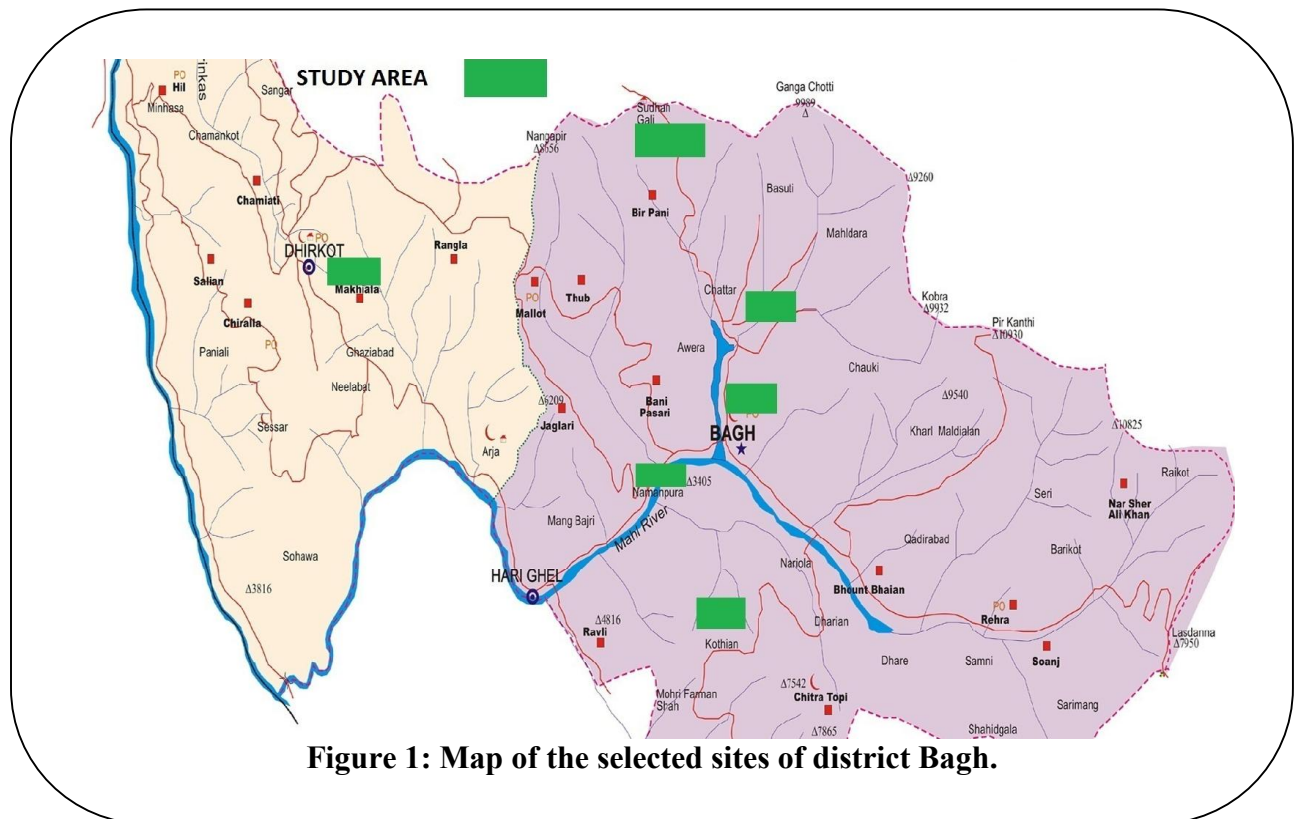 STUDY AREA
PO
Hil
rinkas
Minhasa
Sangar
Chamankot
Chamiati
DHIRKOT
PO
Rangla
Salian
Makhiala
Chiralla
PO
Paniali
Ghaziabad
Neelabat
Sessar
Arja
Sohawa
Δ3816
Ganga Chotti
9989
Δ
Sudhan
Gali
Nangapir
Δ8656
Δ9260
Basuti
Bir Pani
Mahldara
Chattar
Kobra
Δ9932
Pir Kanthi
Δ10930
PO
Mallot
Thub
Awera
Chauki
Δ9540
Bani
Pasari
Δ6209
Jaglari
PO
BAGH
Kharl Maldialan
Δ10825
Raikot
Namanpura
Δ3405
Seri
Nar Sher
Ali Khan
Mang Bajri
Mahl River
Qadirabad
Barikot
Nariola
HARI GHEL
Bhount Bhaian
PO
Rehra
Δ4816
Ravli
Kothian
Dharian
Lasdanna
Δ7950
Dhare
Samni
Soanj
Mohri Farman
Shah
Δ7542
Chitra Topi
Δ7865
Sarimang
Shahidgala
Figure 1: Map of the selected sites of district Bagh.